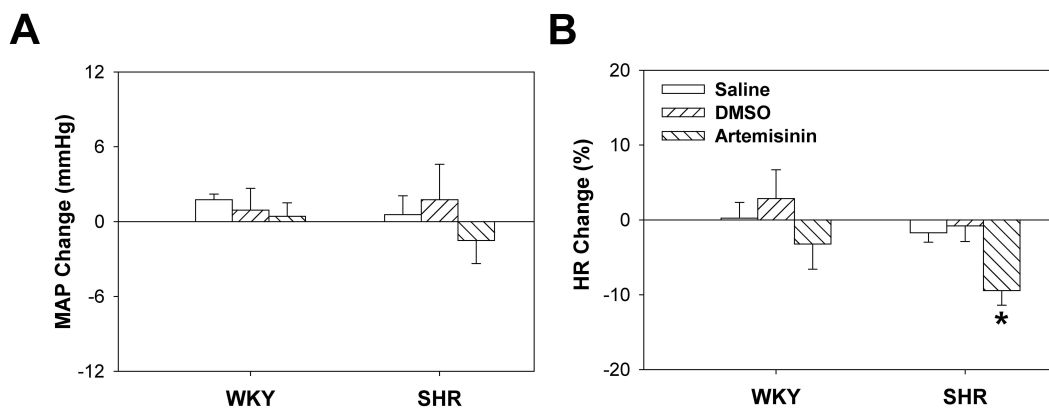 A
MAP Change (mmHg)
12
6
0
-6
-12
WKY
SHR
B
HR Change (%)
20
10
0
-10
-20
Saline
DMSO
Artemisinin
*
WKY
SHR